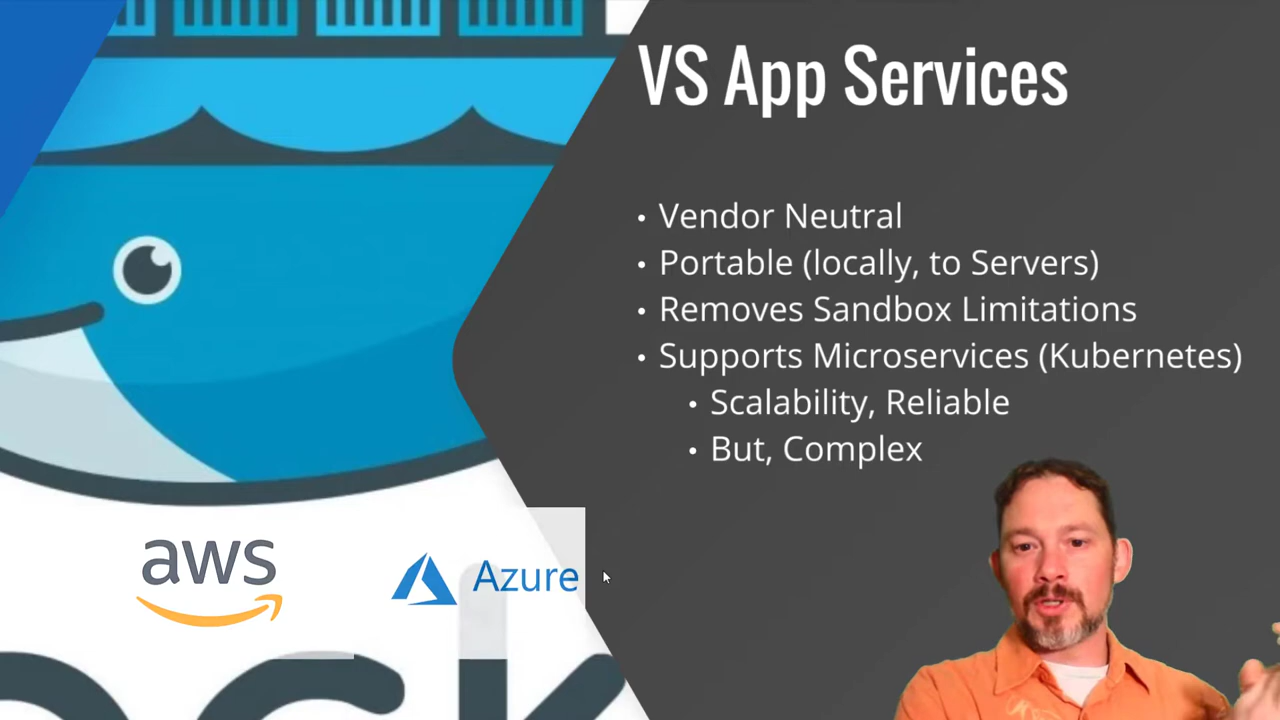 VS App Services
• Vendor Neutral
• Portable (locally, to Servers)
• Removes Sandbox Limitations
• Supports Microservices (Kubernetes)
• Scalability, Reliable
• But, Complex
aws
Azure